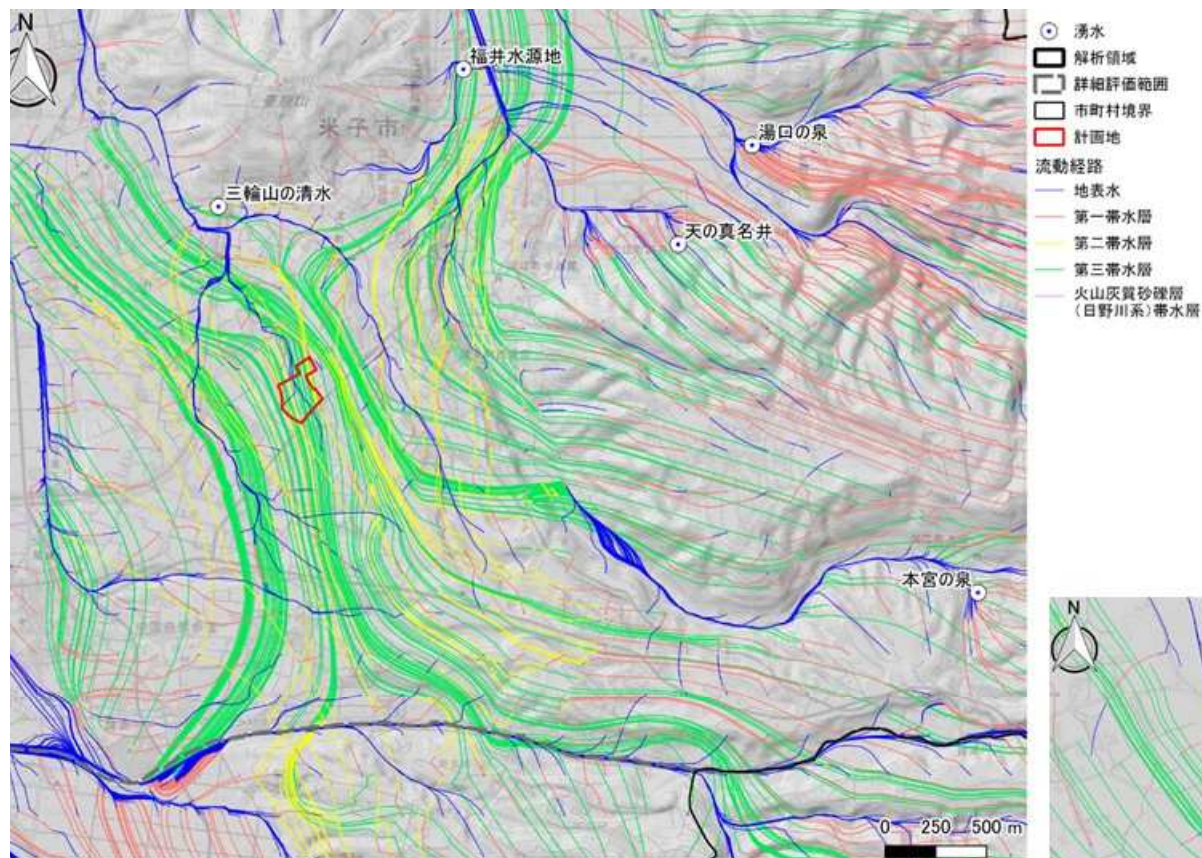 N
福井水源地
米子市
湯口の泉
三輪山の清水
天の真名井
本宮の泉
0 250 500 m
湧水
解析領域
詳細評価範囲
市町村境界
計画地
流動経路
地表水
第一帯水層
第二帯水層
第三帯水層
火山灰質砂礫層
(日野川系)帯水層
N